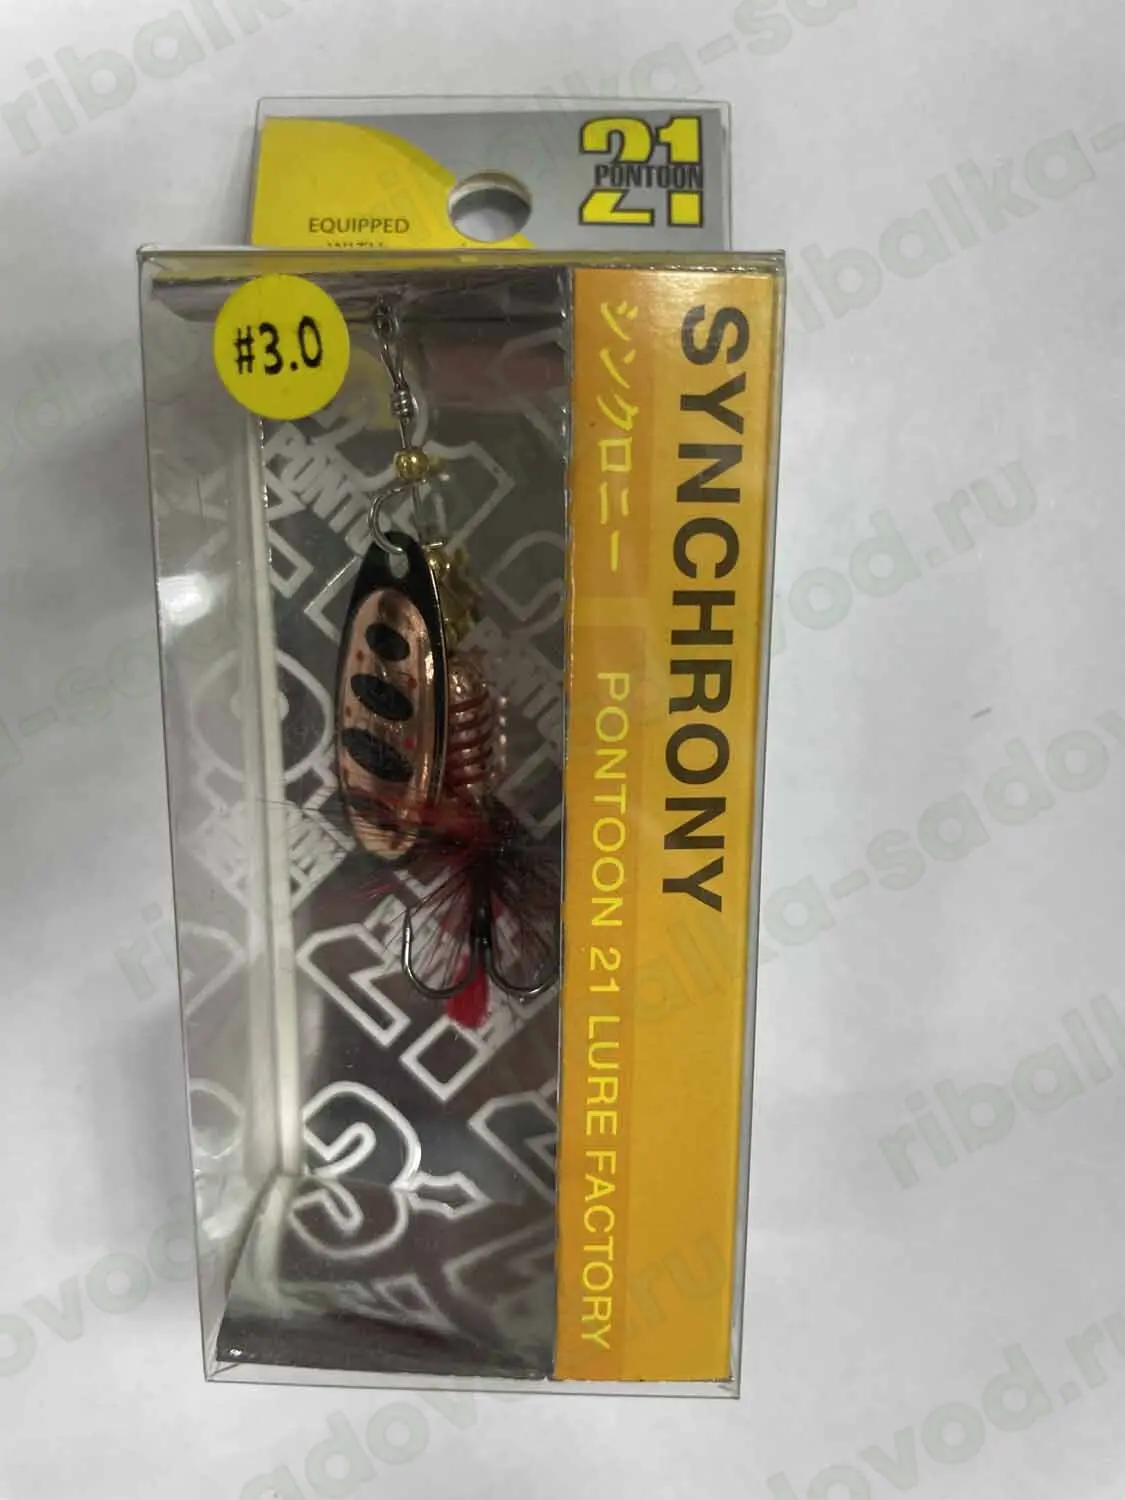 21
PONTOON
EQUIPPED
WITH
#3.0
SYNCHRONY
シンクロニー
PONTOON 21 LURE FACTORY
ribalka-sadovod.ru